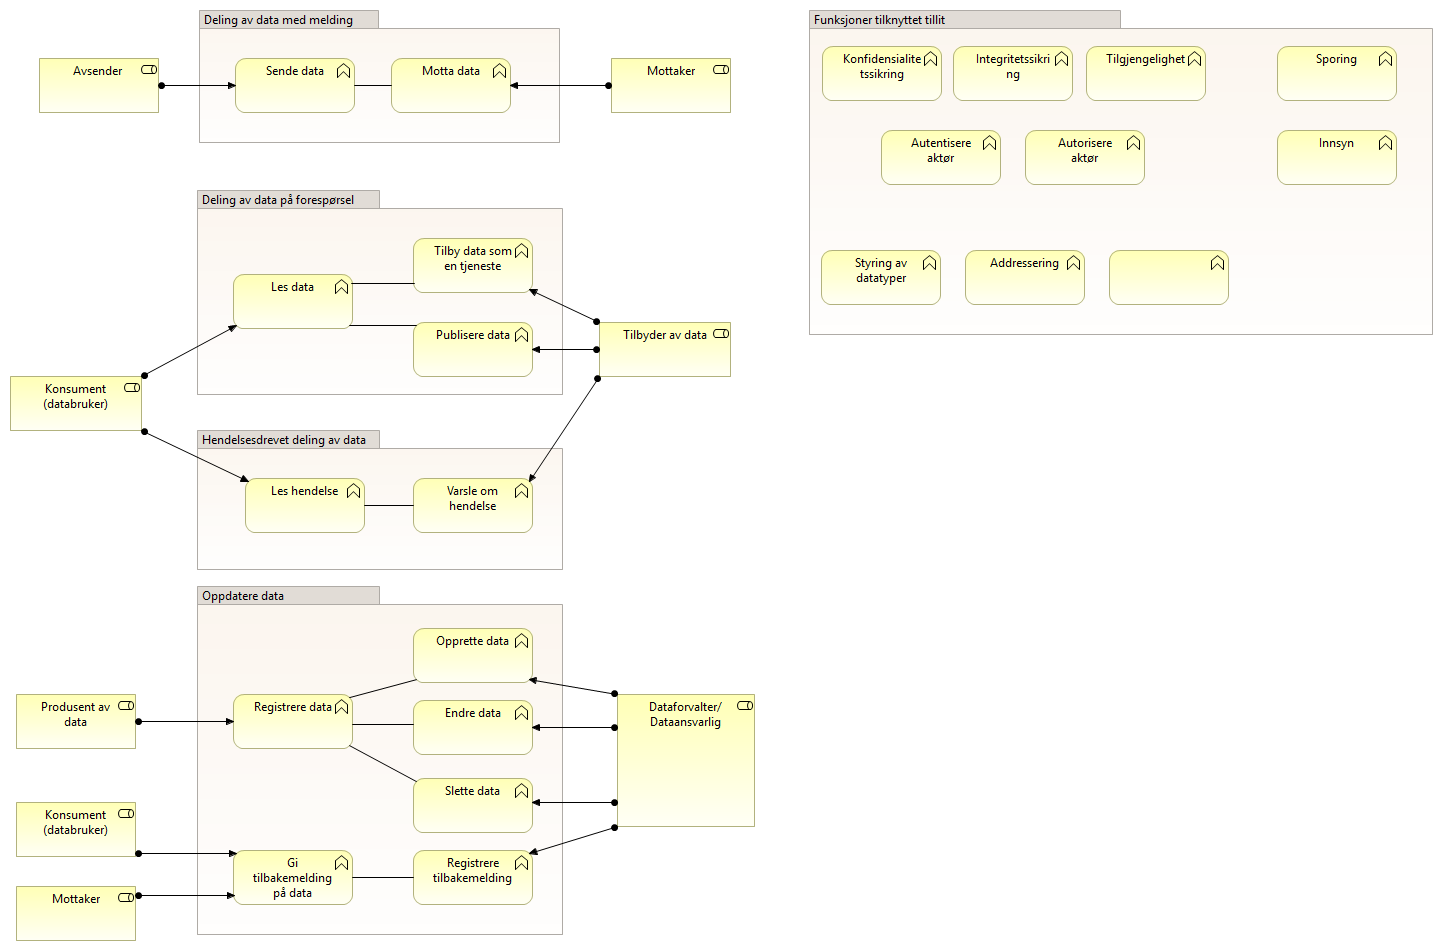 Deling av data med melding
Avsender
Sende data
Motta data
Mottaker
Deling av data på forespørsel
Les data
Tilby data som
en tjeneste
Publisere data
Tilbyder av data
Konsument
(databruker)
Hendelsesdrevet deling av data
Les hendelse
Varsle om
hendelse
Oppdatere data
Opprette data
Produsent av
data
Registrere data
Endre data
Dataforvalter/
Dataansvarlig
Slette data
Konsument
(databruker)
Gi
tilbakemelding
på data
Registrere
tilbakemelding
Mottaker
Funksjoner tilknyttet tillit
Konfidensialite
tssikring
Integritetssikri
ng
Tilgjengelighet
Sporing
Autentisere
aktør
Autorisere
aktør
Innsyn
Styring av
datatyper
Addressering